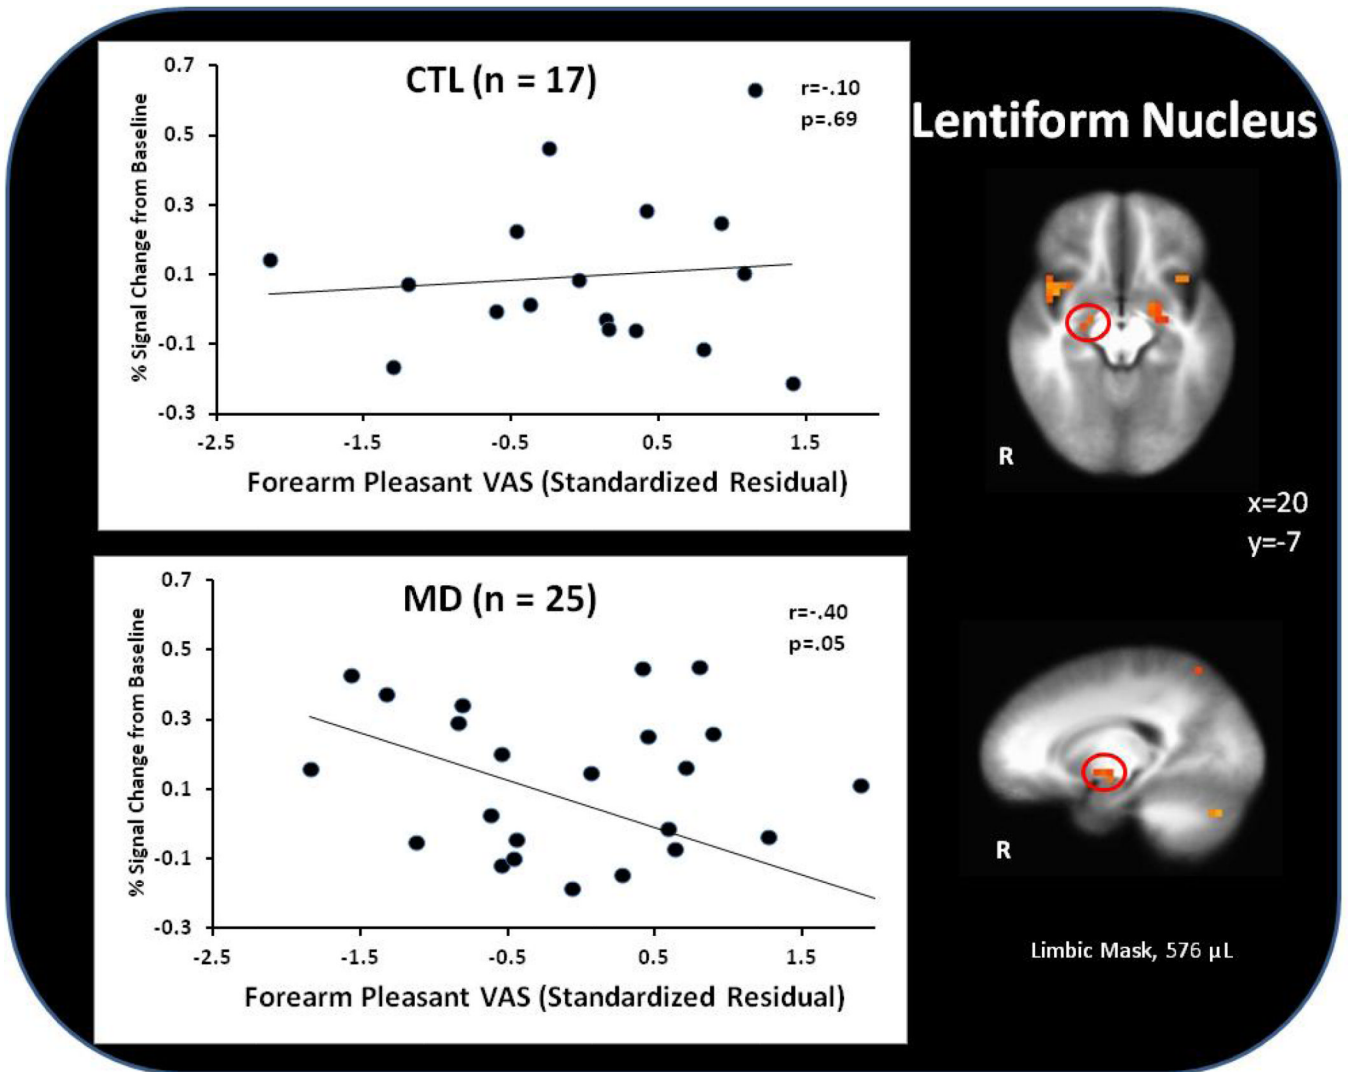 CTL (n = 17)
r=-.10
p=.69
0.7
0.5
0.3
0.1
-0.1
-0.3
% Signal Change from Baseline
-2.5
-1.5
-0.5
0.5
1.5
Forearm Pleasant VAS (Standardized Residual)
Lentiform Nucleus
R
x=20
y=-7
MD (n = 25)
r=-.40
p=.05
0.7
0.5
0.3
0.1
-0.1
-0.3
% Signal Change from Baseline
-2.5
-1.5
-0.5
0.5
1.5
Forearm Pleasant VAS (Standardized Residual)
R
Limbic Mask, 576 µL